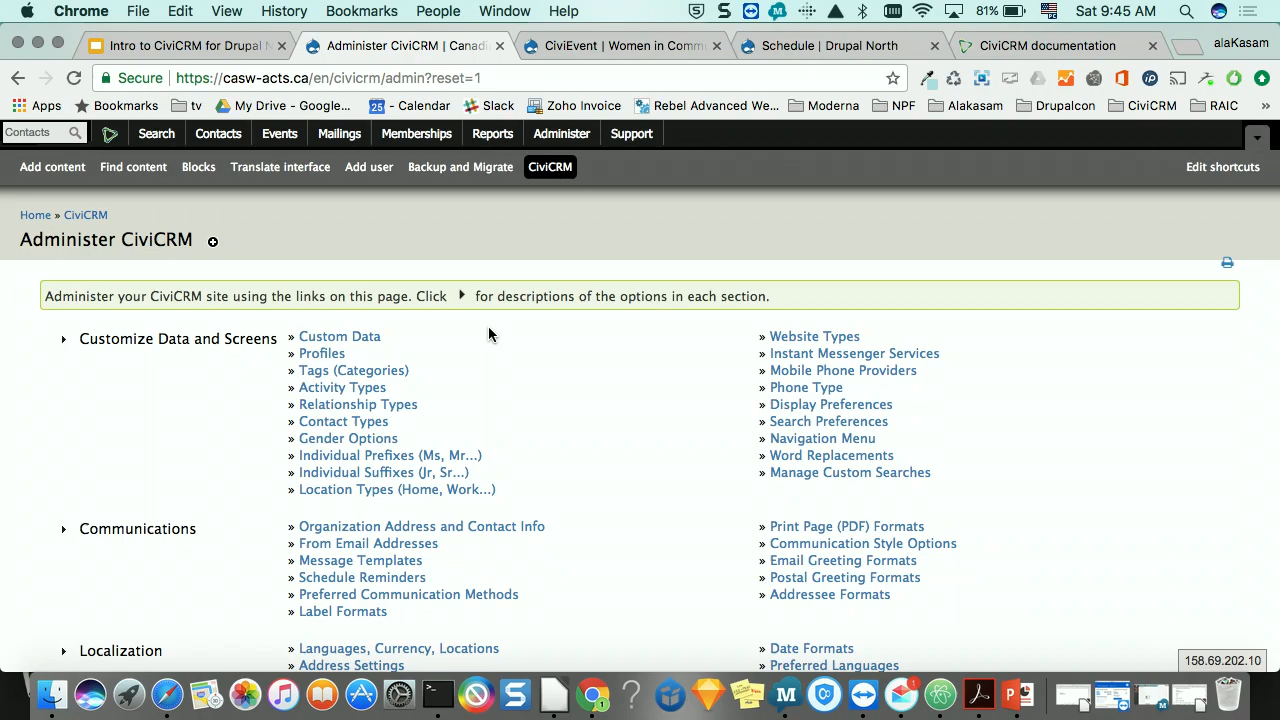 Chrome File Edit View History Bookmarks People Window Help 81% Sat 9:45 AM
Intro to CiviCRM for Drupal N Administer CiviCRM | Canadi CiviEvent | Women in Commu Schedule | Drupal North CiviCRM documentation alaKasam
Secure https://casw-acts.ca/en/civicrm/admin?reset=1
Apps Bookmarks tv My Drive - Google... 25 - Calendar Slack Zoho Invoice Rebel Advanced We... Moderna NPF Alakasam Drupalcon CiviCRM RAIC »
Contacts Search Contacts Events Mailings Memberships Reports Administer Support
Add content Find content Blocks Translate interface Add user Backup and Migrate CiviCRM Edit shortcuts
Home » CiviCRM
Administer CiviCRM
Administer your CiviCRM site using the links on this page. Click for descriptions of the options in each section.
Customize Data and Screens
» Custom Data
» Profiles
» Tags (Categories)
» Activity Types
» Relationship Types
» Contact Types
» Gender Options
» Individual Prefixes (Ms, Mr...)
» Individual Suffixes (Jr, Sr...)
» Location Types (Home, Work...)
» Website Types
» Instant Messenger Services
» Mobile Phone Providers
» Phone Type
» Display Preferences
» Search Preferences
» Navigation Menu
» Word Replacements
» Manage Custom Searches
Communications
» Organization Address and Contact Info
» From Email Addresses
» Message Templates
» Schedule Reminders
» Preferred Communication Methods
» Label Formats
» Print Page (PDF) Formats
» Communication Style Options
» Email Greeting Formats
» Postal Greeting Formats
» Addressee Formats
Localization
» Languages, Currency, Locations
» Address Settings
» Date Formats
» Preferred Languages
158.69.202.10